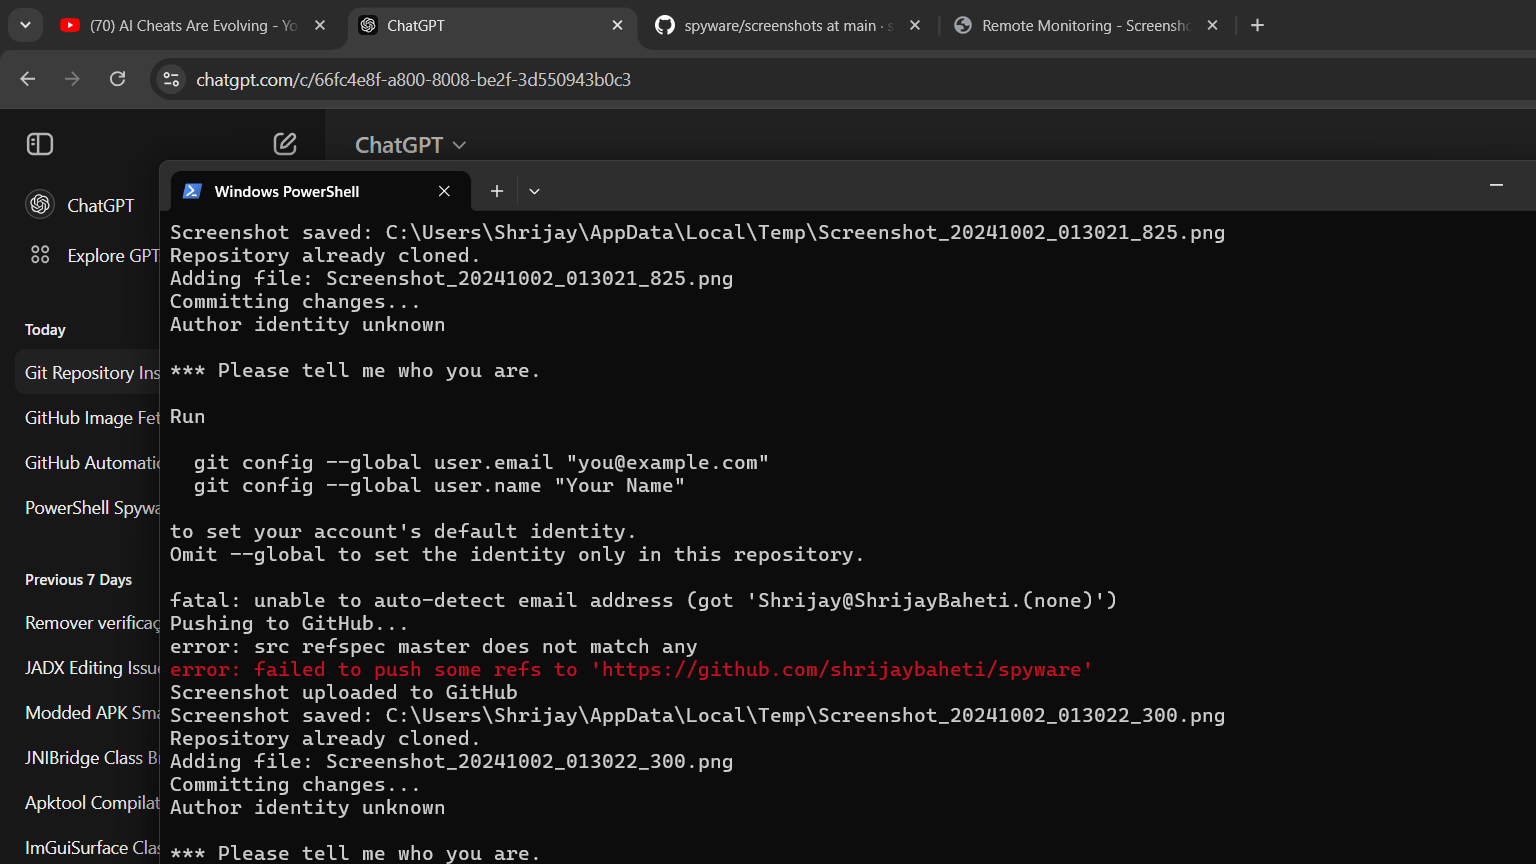 (70) AI Cheats Are Evolving - Yo
ChatGPT
spyware/screenshots at main · s
Remote Monitoring - Screensho
chatgpt.com/c/66fc4e8f-a800-8008-be2f-3d550943b0c3
ChatGPT
ChatGPT
Explore GPT
Today
Git Repository Ins
GitHub Image Fet
GitHub Automatic
PowerShell Spywa
Previous 7 Days
Remover verificaç
JADX Editing Issue
Modded APK Sma
JNIBridge Class Br
Apktool Compilat
ImGuiSurface Clas
Windows PowerShell
Screenshot saved: C:\Users\Shrijay\AppData\Local\Temp\Screenshot_20241002_013021_825.png
Repository already cloned.
Adding file: Screenshot_20241002_013021_825.png
Committing changes...
Author identity unknown
*** Please tell me who you are.
Run
git config --global user.email "you@example.com"
git config --global user.name "Your Name"
to set your account's default identity.
Omit --global to set the identity only in this repository.
fatal: unable to auto-detect email address (got 'Shrijay@ShrijayBaheti.(none)')
Pushing to GitHub...
error: src refspec master does not match any
error: failed to push some refs to 'https://github.com/shrijaybaheti/spyware'
Screenshot uploaded to GitHub
Screenshot saved: C:\Users\Shrijay\AppData\Local\Temp\Screenshot_20241002_013022_300.png
Repository already cloned.
Adding file: Screenshot_20241002_013022_300.png
Committing changes...
Author identity unknown
*** Please tell me who you are.